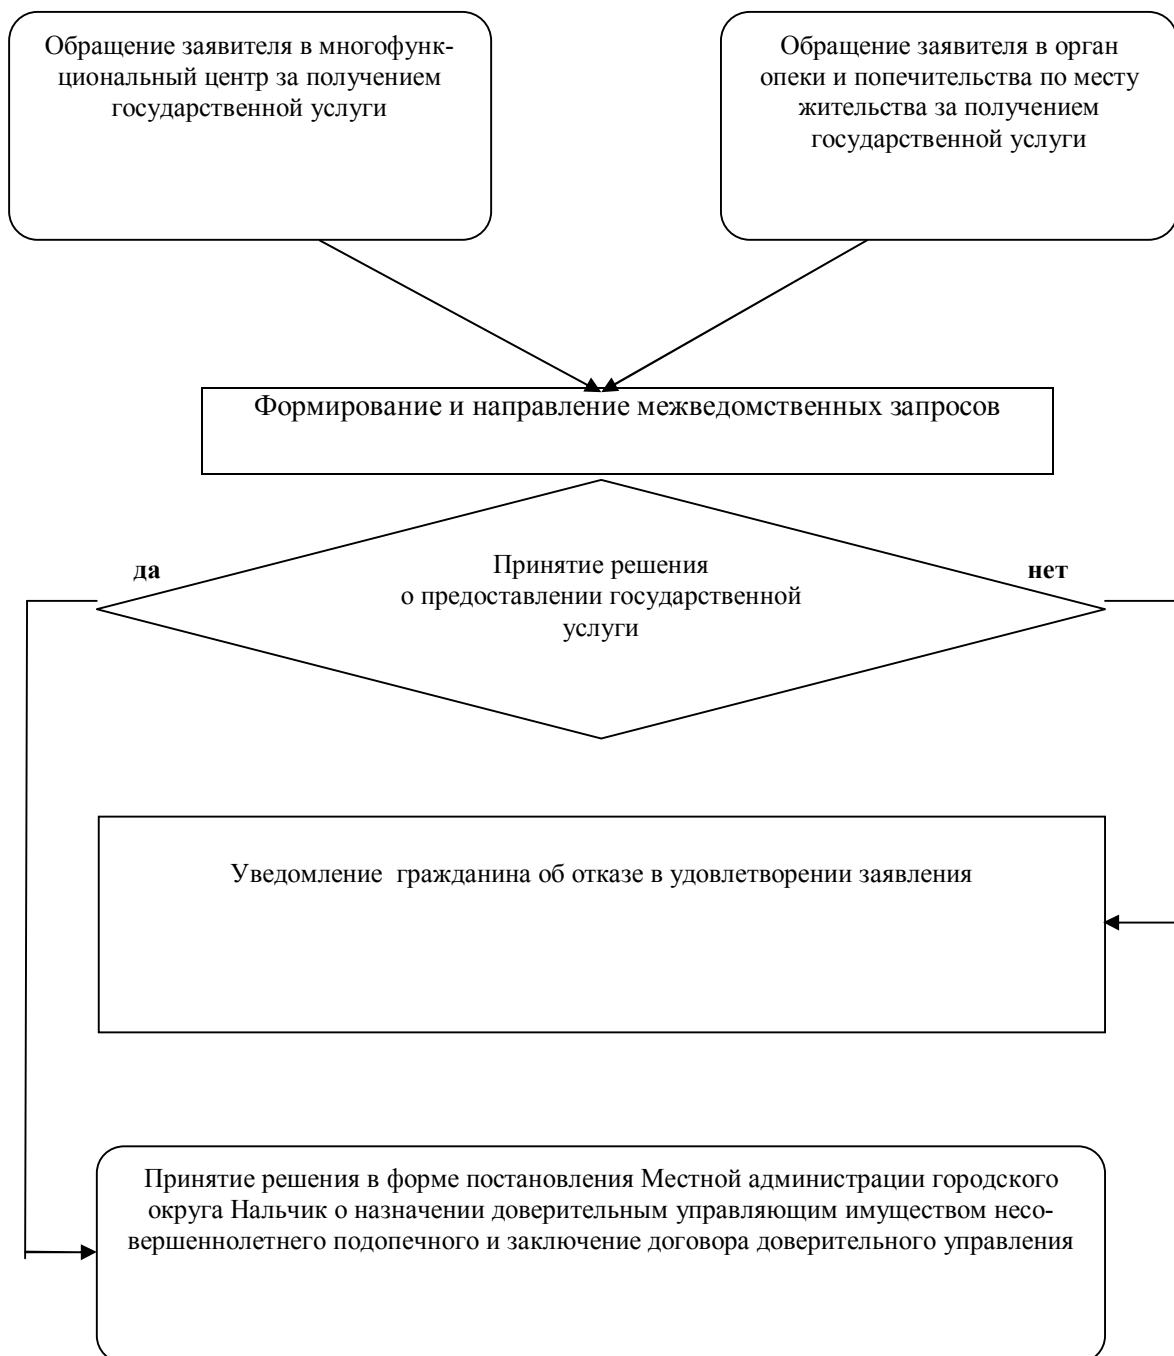 Обращение заявителя в многофунк-
циональный центр за получением
государственной услуги
Обращение заявителя в орган
опеки и попечительства по месту
жительства за получением
государственной услуги
Формирование и направление межведомственных запросов
да
Принятие решения
о предоставлении государственной
услуги
нет
Уведомление  гражданина об отказе в удовлетворении заявления
Принятие решения в форме постановления Местной администрации городского
округа Нальчик о назначении доверительным управляющим имуществом несо-
вершеннолетнего подопечного и заключение договора доверительного управления